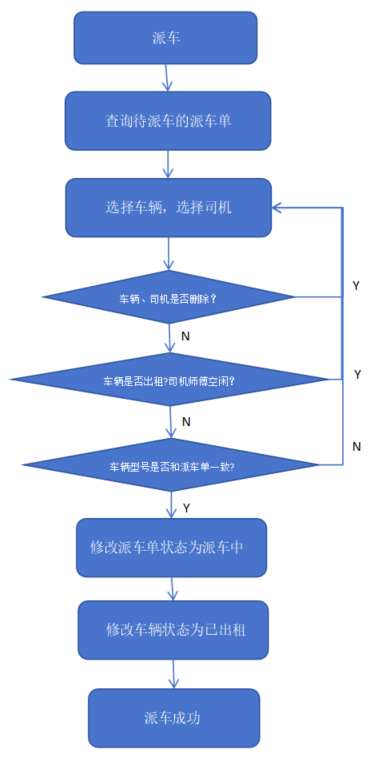 派车
查询待派车的派车单
选择车辆，选择司机
车辆、司机是否删除？
Y
N
车辆是否出租?司机师傅空闲？
Y
N
车辆型号是否和派车单一致?
N
Y
修改派车单状态为派车中
修改车辆状态为已出租
派车成功